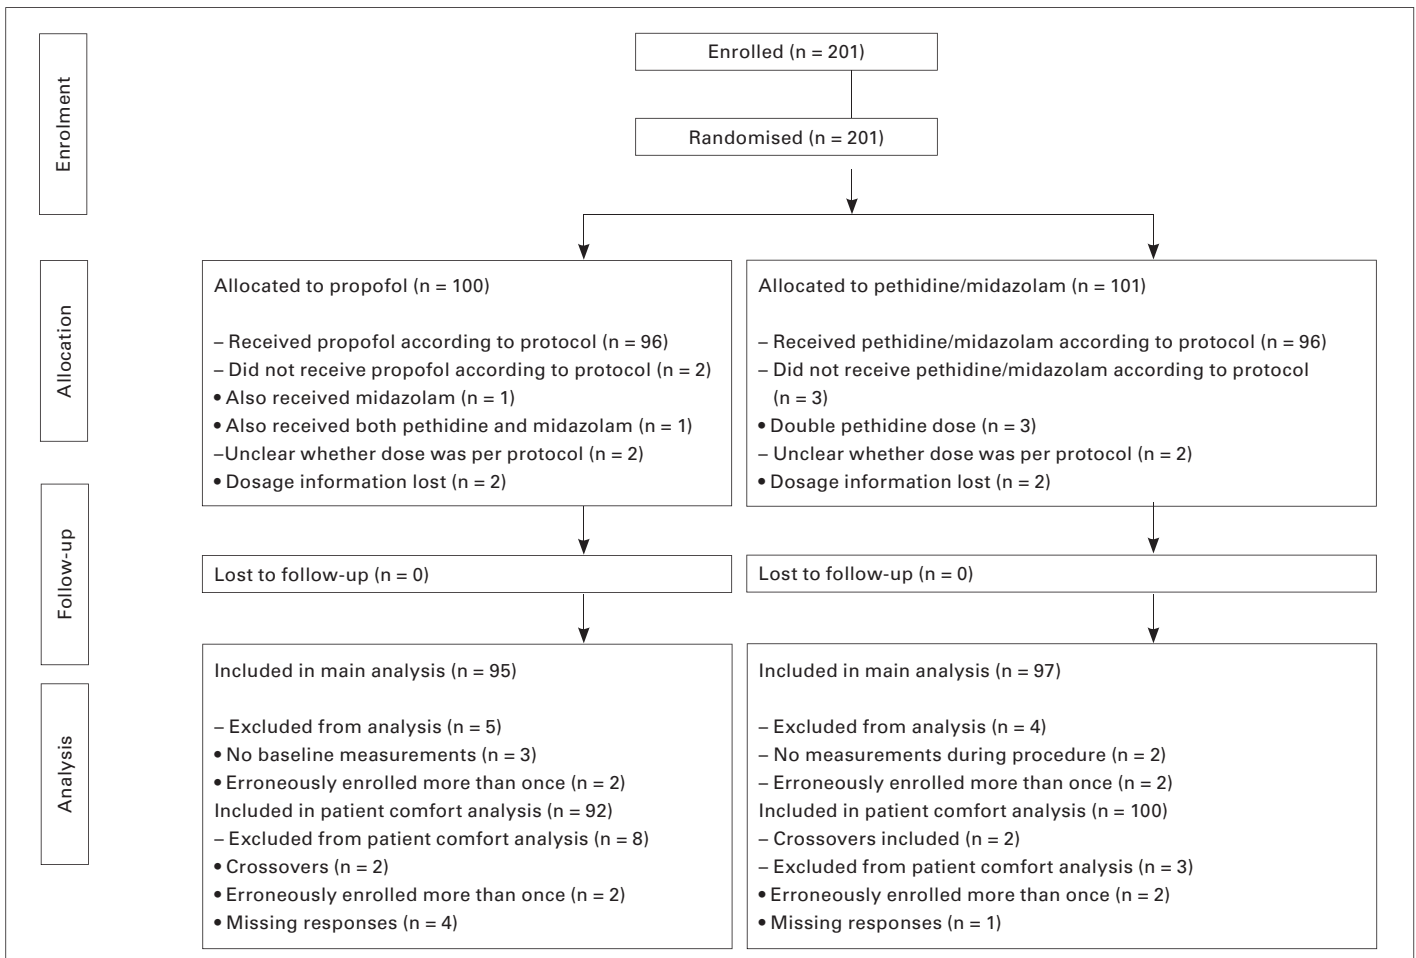 Enrolment
Enrolled (n = 201)
Randomised (n = 201)
Allocation
Allocated to propofol (n = 100)
– Received propofol according to protocol (n = 96)
– Did not receive propofol according to protocol (n = 2)
• Also received midazolam (n = 1)
• Also received both pethidine and midazolam (n = 1)
–Unclear whether dose was per protocol (n = 2)
• Dosage information lost (n = 2)
Allocated to pethidine/midazolam (n = 101)
– Received pethidine/midazolam according to protocol (n = 96)
– Did not receive pethidine/midazolam according to protocol
(n = 3)
• Double pethidine dose (n = 3)
– Unclear whether dose was per protocol (n = 2)
• Dosage information lost (n = 2)
Follow-up
Lost to follow-up (n = 0)
Lost to follow-up (n = 0)
Analysis
Included in main analysis (n = 95)
– Excluded from analysis (n = 5)
• No baseline measurements (n = 3)
• Erroneously enrolled more than once (n = 2)
Included in patient comfort analysis (n = 92)
– Excluded from patient comfort analysis (n = 8)
• Crossovers (n = 2)
• Erroneously enrolled more than once (n = 2)
• Missing responses (n = 4)
Included in main analysis (n = 97)
– Excluded from analysis (n = 4)
– No measurements during procedure (n = 2)
– Erroneously enrolled more than once (n = 2)
Included in patient comfort analysis (n = 100)
– Crossovers included (n = 2)
– Excluded from patient comfort analysis (n = 3)
• Erroneously enrolled more than once (n = 2)
• Missing responses (n = 1)